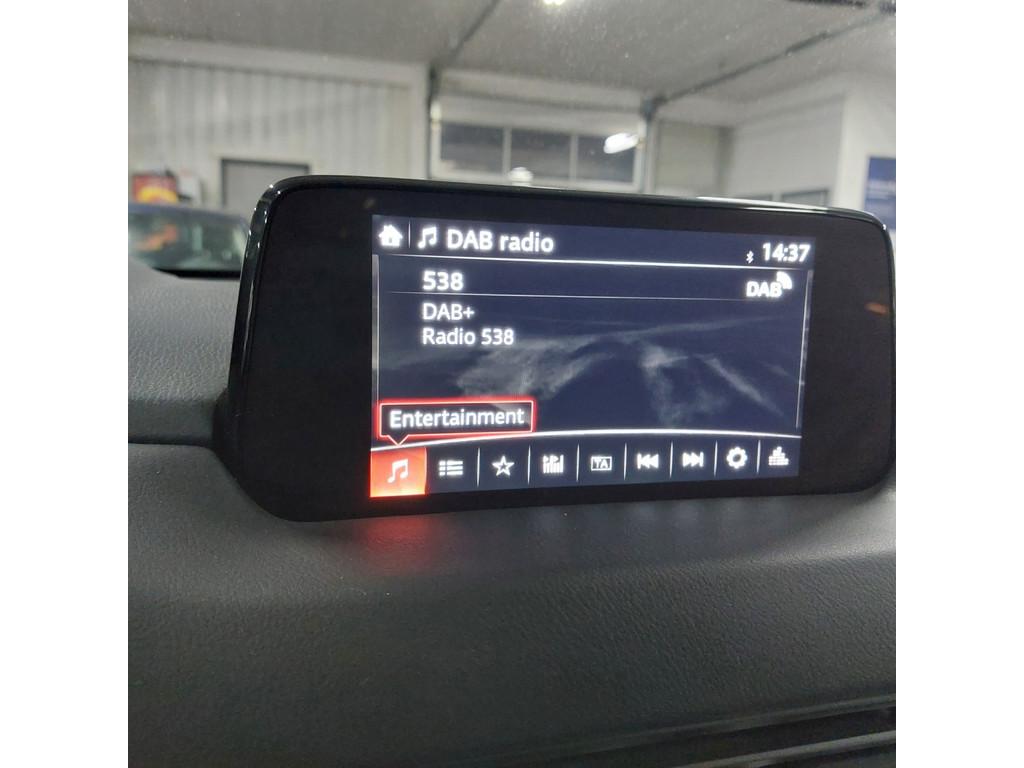 DAB radio
14:37
538
DAB
DAB+
Radio 538
Entertainment
TA